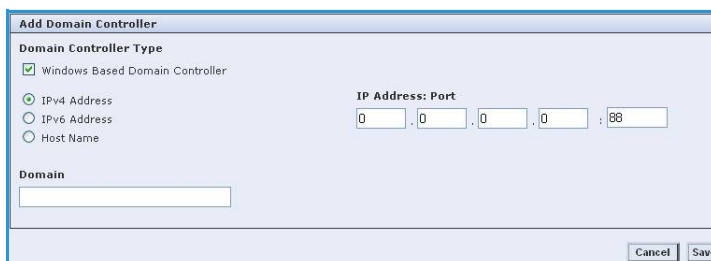 Add Domain Controller
Domain Controller Type
Windows Based Domain Controller
IPv4 Address
IPv6 Address
Host Name
IP Address: Port
0 . 0 . 0 . 0 : 88
Domain
Cancel Save